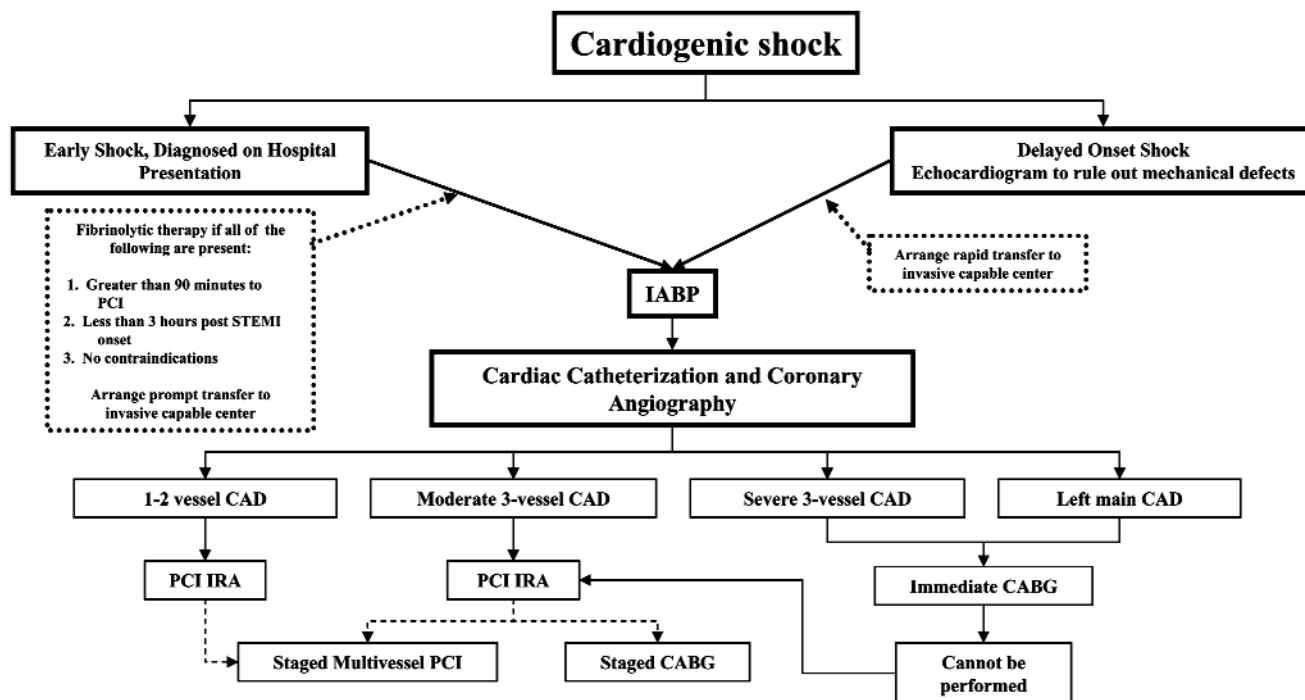 Cardiogenic shock
Early Shock, Diagnosed on Hospital
Presentation
Delayed Onset Shock
Echocardiogram to rule out mechanical defects
Fibrinolytic therapy if all of the
following are present:
1. Greater than 90 minutes to
PCI
2. Less than 3 hours post STEMI
onset
3. No contraindications
Arrange prompt transfer to
invasive capable center
Arrange rapid transfer to
invasive capable center
IABP
Cardiac Catheterization and Coronary
Angiography
1-2 vessel CAD
Moderate 3-vessel CAD
Severe 3-vessel CAD
Left main CAD
PCI IRA
PCI IRA
Immediate CABG
Staged Multivessel PCI
Staged CABG
Cannot be
performed